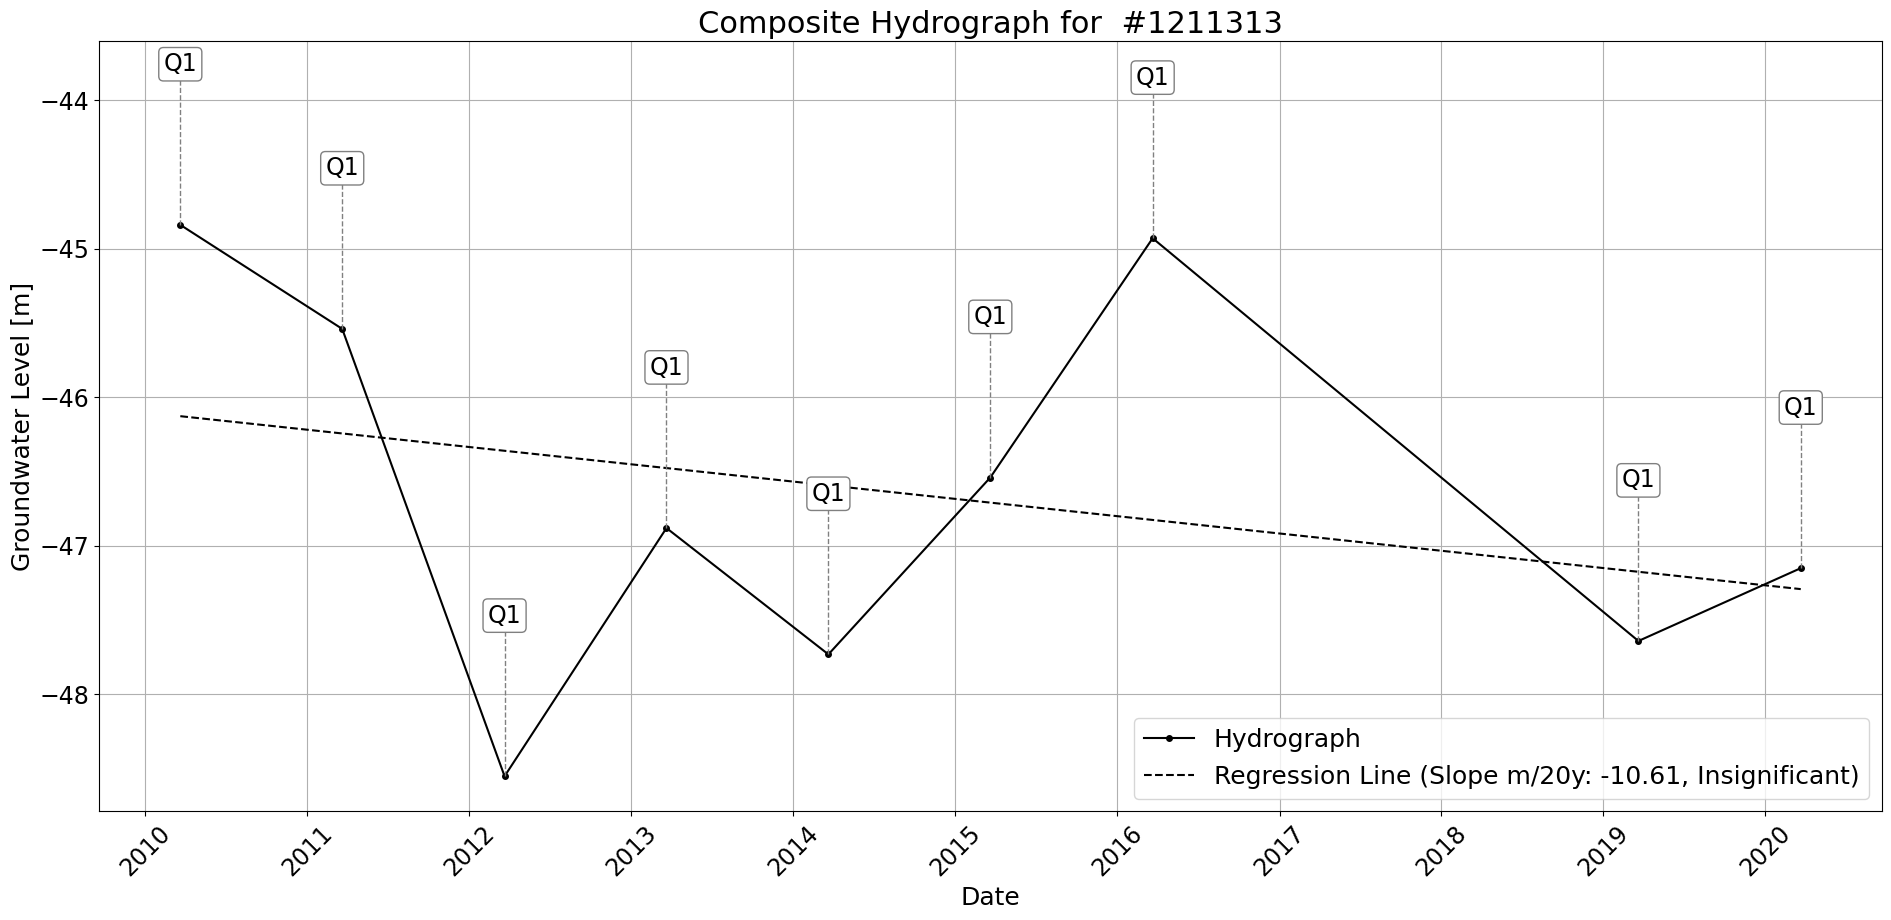 Composite Hydrograph for  #1211313
Groundwater Level [m]
−44
−45
−46
−47
−48
Q1
Q1
Q1
Q1
Q1
Q1
Q1
Q1
Q1
Hydrograph
Regression Line (Slope m/20y: -10.61, Insignificant)
2010
2011
2012
2013
2014
2015
2016
2017
2018
2019
2020
Date